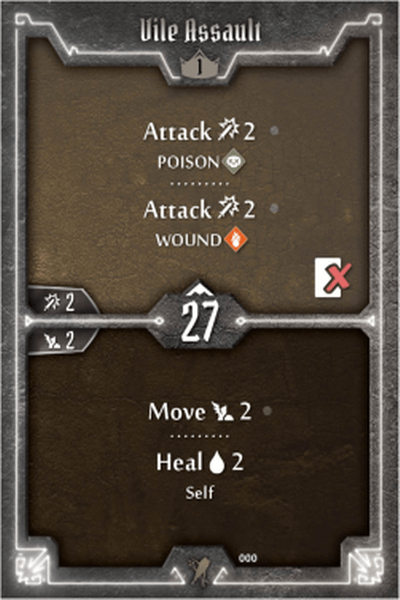 Vile Assault
1
Attack 2
POISON
Attack 2
WOUND
2
27
2
Move 2
Heal 2
Self
000